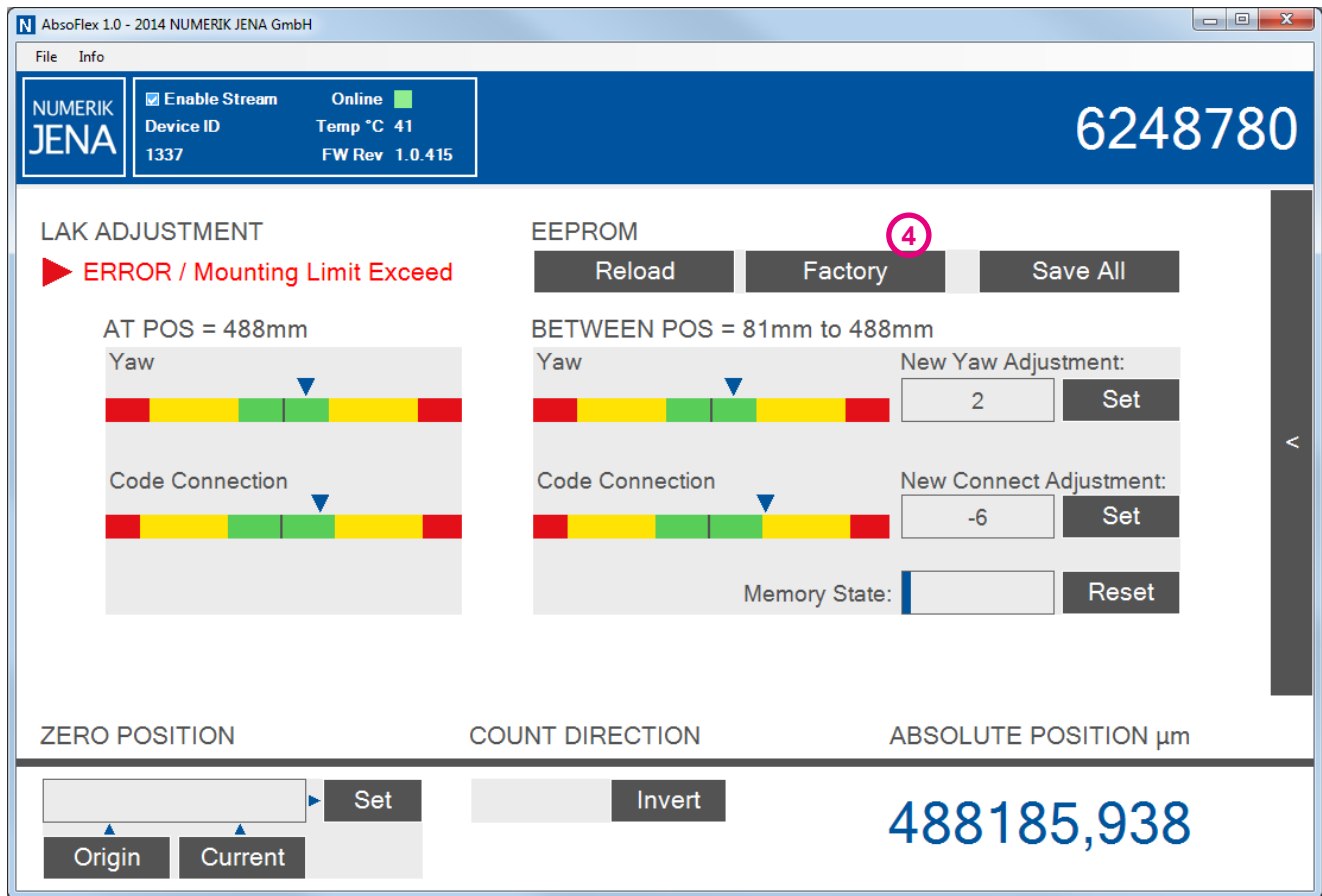 AbsoFlex 1.0 - 2014 NUMERIK JENA GmbH
File Info
NUMERIK
JENA
Enable Stream Online
Device ID Temp °C 41
1337 FW Rev 1.0.415
6248780
LAK ADJUSTMENT
ERROR / Mounting Limit Exceed
EEPROM
4
Reload Factory Save All
AT POS = 488mm
Yaw
Code Connection
BETWEEN POS = 81mm to 488mm
Yaw
New Yaw Adjustment:
2 Set
Code Connection
New Connect Adjustment:
-6 Set
Memory State: Reset
<
ZERO POSITION
Set
Origin Current
COUNT DIRECTION
Invert
ABSOLUTE POSITION µm
488185,938